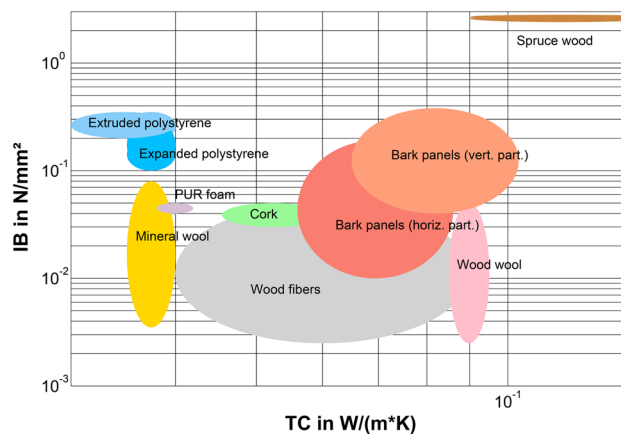 10⁰
Spruce wood
Extruded polystyrene
Expanded polystyrene
Bark panels (vert. part.)
10⁻¹
PUR foam
Cork
Bark panels (horiz. part.)
Mineral wool
Wood wool
10⁻²
Wood fibers
10⁻³
10⁻¹
IB in N/mm²
TC in W/(m*K)